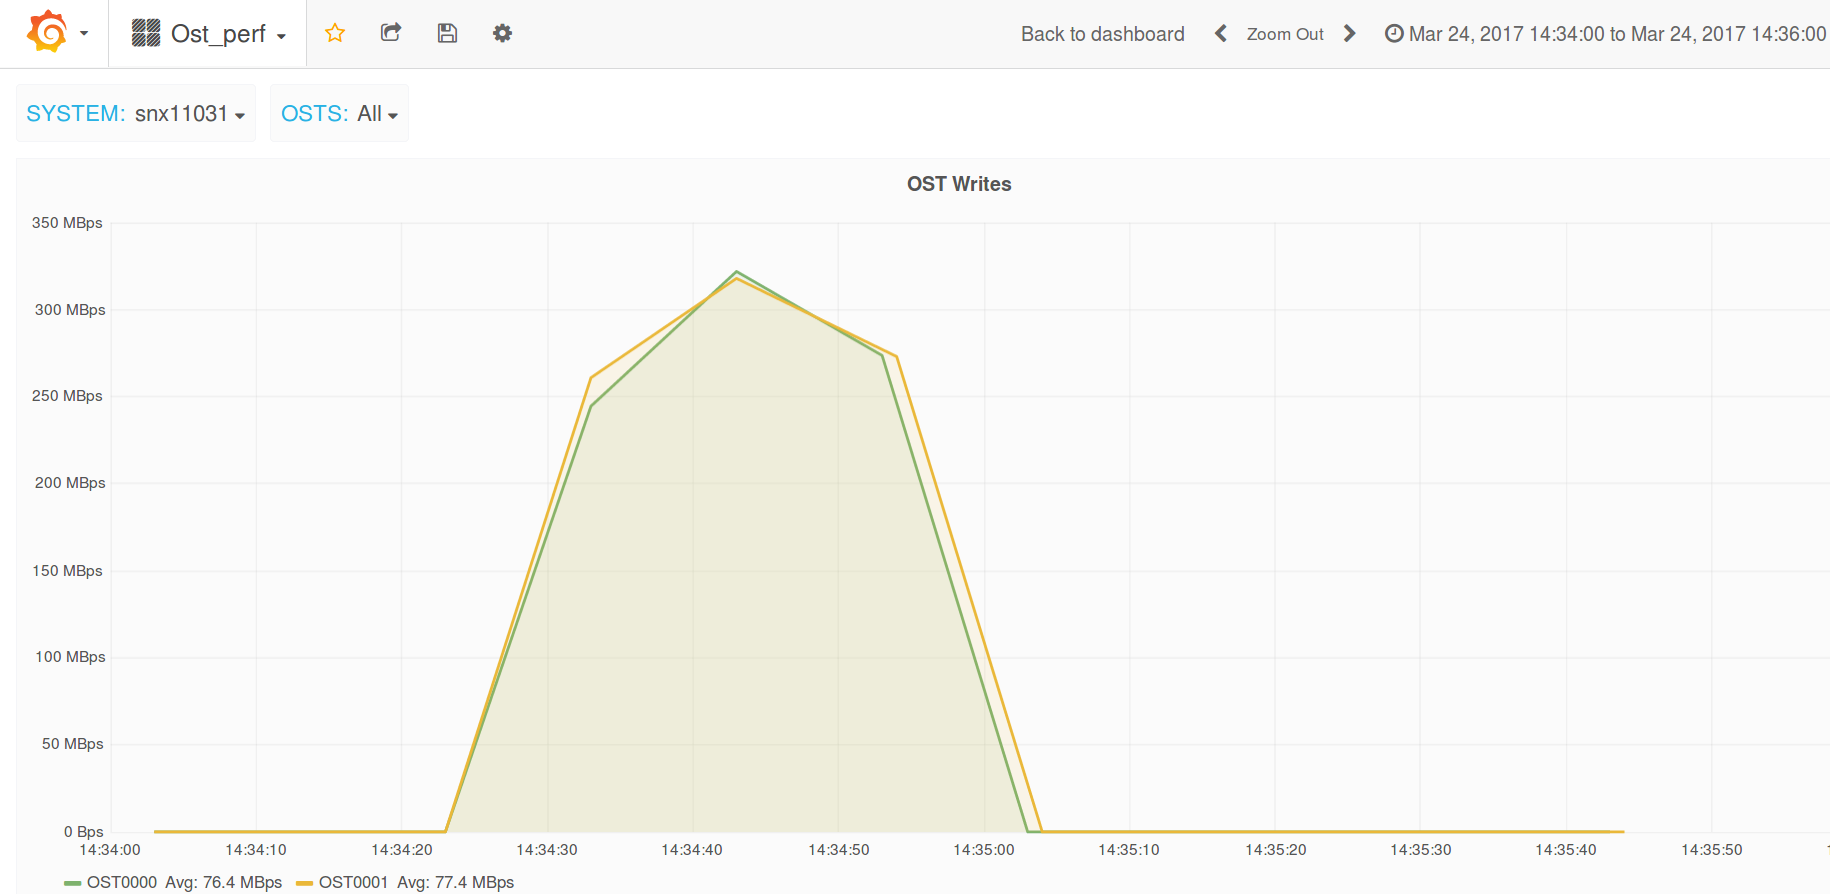 Ost_perf Back to dashboard Zoom Out Mar 24, 2017 14:34:00 to Mar 24, 2017 14:36:00
SYSTEM: snx11031 OSTS: All
OST Writes
350 MBps
300 MBps
250 MBps
200 MBps
150 MBps
100 MBps
50 MBps
0 Bps
14:34:00 14:34:10 14:34:20 14:34:30 14:34:40 14:34:50 14:35:00 14:35:10 14:35:20 14:35:30 14:35:40 14:35:50
OST0000 Avg: 76.4 MBps OST0001 Avg: 77.4 MBps